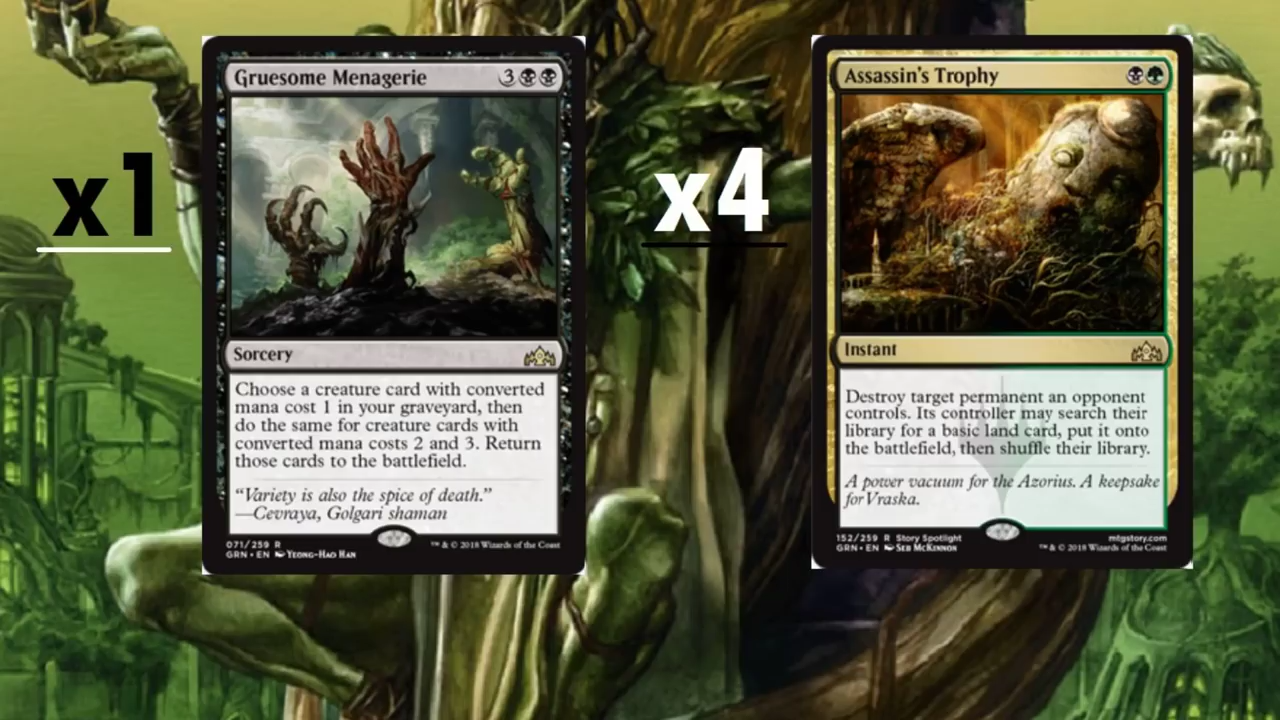 x1
Gruesome Menagerie 3
Sorcery
Choose a creature card with converted
mana cost 1 in your graveyard, then
do the same for creature cards with
converted mana costs 2 and 3. Return
those cards to the battlefield.
“Variety is also the spice of death.”
—Cevraya, Golgari shaman
071/259 R
GRN • EN Yeong-Hao Han
™ & © 2018 Wizards of the Coast
x4
Assassin's Trophy
Instant
Destroy target permanent an opponent
controls. Its controller may search their
library for a basic land card, put it onto
the battlefield, then shuffle their library.
A power vacuum for the Azorius. A keepsake
for Vraska.
152/259 R Story Spotlight
mtgstory.com
GRN • EN Seb McKinnon
™ & © 2018 Wizards of the Coast